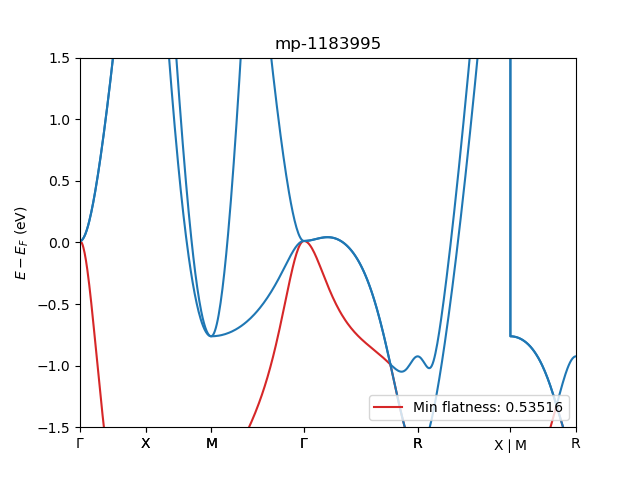 mp-1183995
E − E_F (eV)
1.5
1.0
0.5
0.0
−0.5
−1.0
−1.5
Min flatness: 0.53516
Γ X M Γ R X | M R